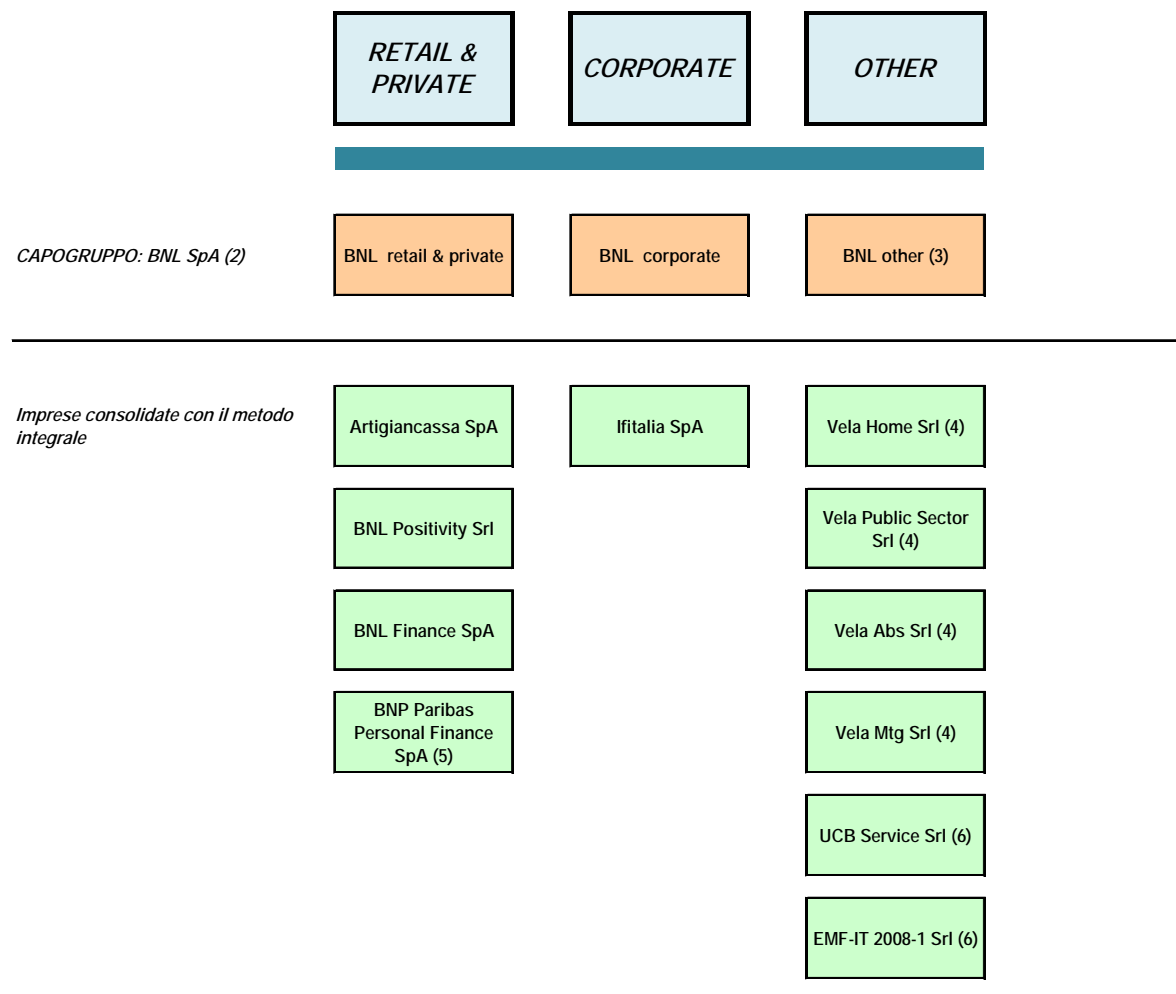 RETAIL &
PRIVATE
CORPORATE
OTHER
CAPOGRUPPO: BNL SpA (2)
BNL retail & private
BNL corporate
BNL other (3)
Imprese consolidate con il metodo
integrale
Artigiancassa SpA
Ifitalia SpA
Vela Home Srl (4)
BNL Positivity Srl
Vela Public Sector
Srl (4)
BNL Finance SpA
Vela Abs Srl (4)
BNP Paribas
Personal Finance
SpA (5)
Vela Mtg Srl (4)
UCB Service Srl (6)
EMF-IT 2008-1 Srl (6)